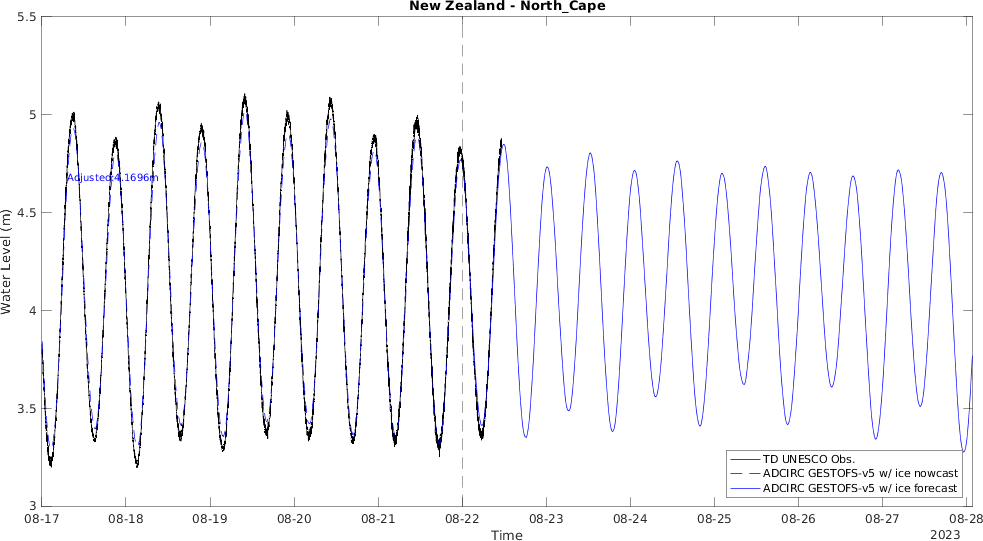 New Zealand - North_Cape
5.5
5
4.5
4
3.5
3
Water Level (m)
Adjusted:4.1696m
TD UNESCO Obs.
ADCIRC GESTOFS-v5 w/ ice nowcast
ADCIRC GESTOFS-v5 w/ ice forecast
08-17 08-18 08-19 08-20 08-21 08-22 08-23 08-24 08-25 08-26 08-27 08-28
Time
2023